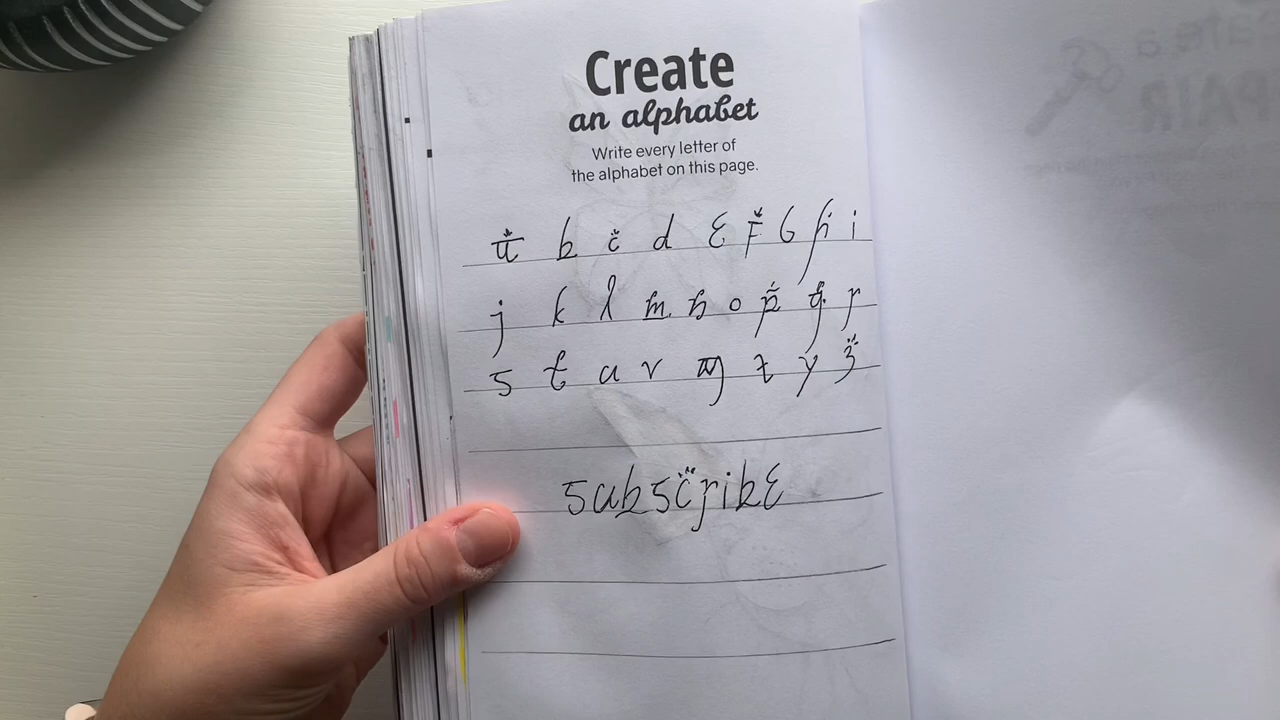 Create
an alphabet
Write every letter of
the alphabet on this page.
a b c d E F G h i
j k l m n o p q r
s t u v w x y z
subscribE